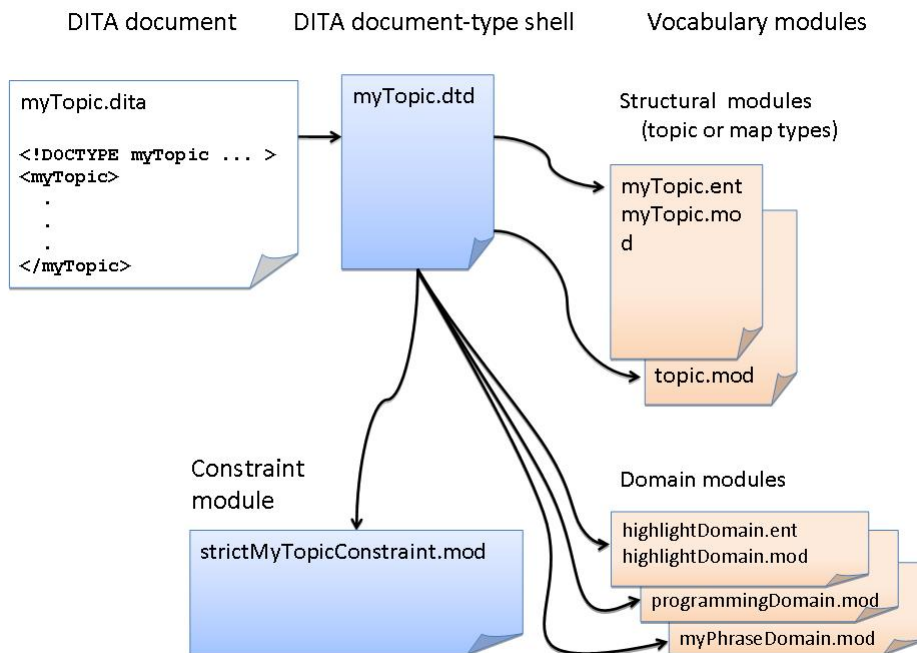 DITA document
DITA document-type shell
Vocabulary modules
myTopic.dita
<!DOCTYPE myTopic ... >
<myTopic>
.
.
.
</myTopic>
myTopic.dtd
Structural modules
(topic or map types)
myTopic.ent
myTopic.mo
d
topic.mod
Constraint
module
strictMyTopicConstraint.mod
Domain modules
highlightDomain.ent
highlightDomain.mod
programmingDomain.mod
myPhraseDomain.mod